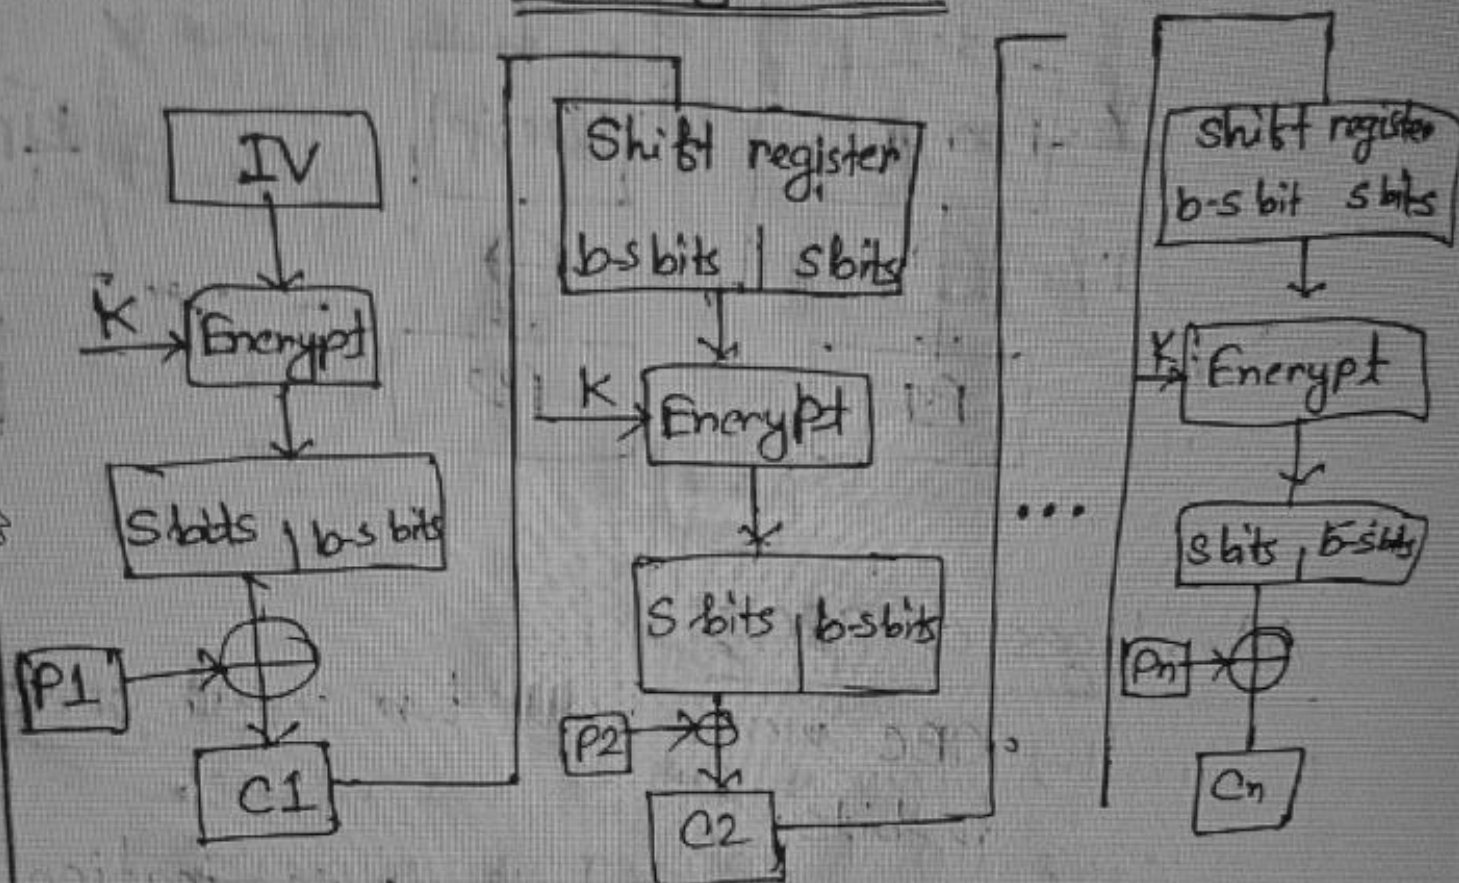 IV
K
Encrypt
S bits b-s bits
P1
C1
Shift register
b-s bits s bits
K
Encrypt
S bits b-s bits
P2
C2
...
Shift register
b-s bit s bits
K
Encrypt
s bits b-s bits
Pn
Cn